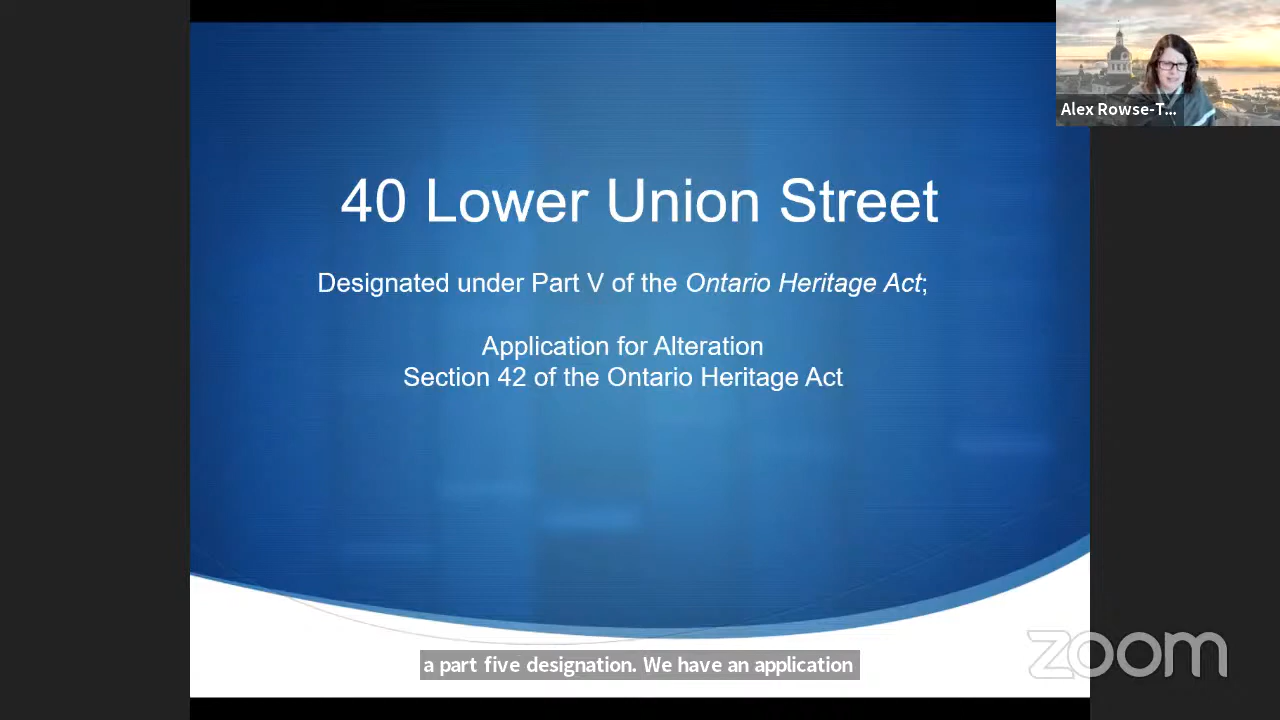 Alex Rowse-T...
40 Lower Union Street
Designated under Part V of the Ontario Heritage Act;
Application for Alteration
Section 42 of the Ontario Heritage Act
a part five designation. We have an application
zoom